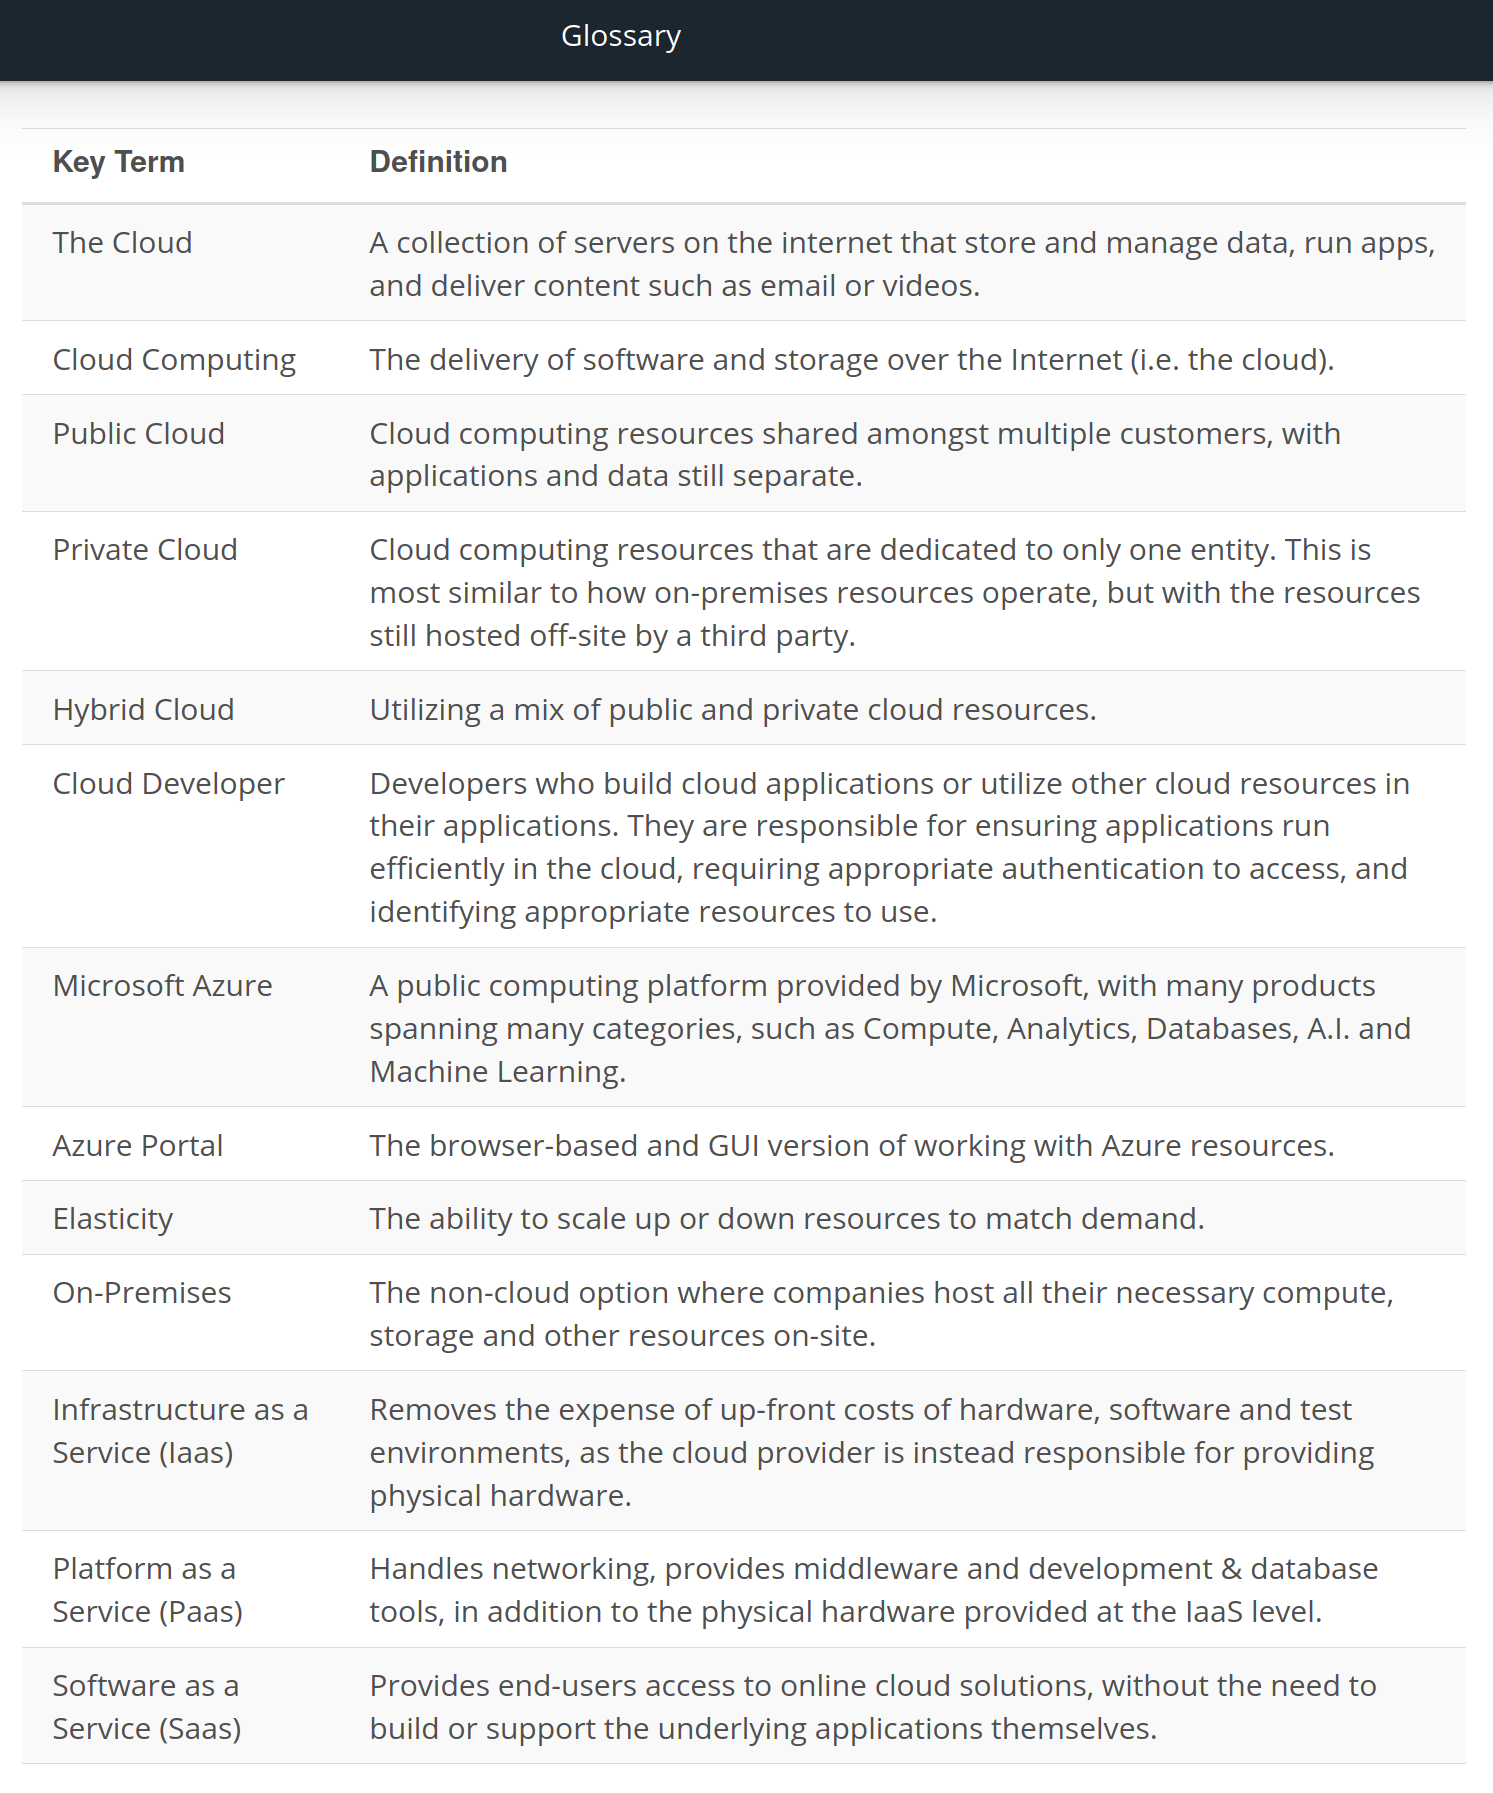 Glossary
Key Term Definition
The Cloud A collection of servers on the internet that store and manage data, run apps,
and deliver content such as email or videos.
Cloud Computing The delivery of software and storage over the Internet (i.e. the cloud).
Public Cloud Cloud computing resources shared amongst multiple customers, with
applications and data still separate.
Private Cloud Cloud computing resources that are dedicated to only one entity. This is
most similar to how on-premises resources operate, but with the resources
still hosted off-site by a third party.
Hybrid Cloud Utilizing a mix of public and private cloud resources.
Cloud Developer Developers who build cloud applications or utilize other cloud resources in
their applications. They are responsible for ensuring applications run
efficiently in the cloud, requiring appropriate authentication to access, and
identifying appropriate resources to use.
Microsoft Azure A public computing platform provided by Microsoft, with many products
spanning many categories, such as Compute, Analytics, Databases, A.I. and
Machine Learning.
Azure Portal The browser-based and GUI version of working with Azure resources.
Elasticity The ability to scale up or down resources to match demand.
On-Premises The non-cloud option where companies host all their necessary compute,
storage and other resources on-site.
Infrastructure as a Removes the expense of up-front costs of hardware, software and test
Service (Iaas) environments, as the cloud provider is instead responsible for providing
physical hardware.
Platform as a Handles networking, provides middleware and development & database
Service (Paas) tools, in addition to the physical hardware provided at the IaaS level.
Software as a Provides end-users access to online cloud solutions, without the need to
Service (Saas) build or support the underlying applications themselves.